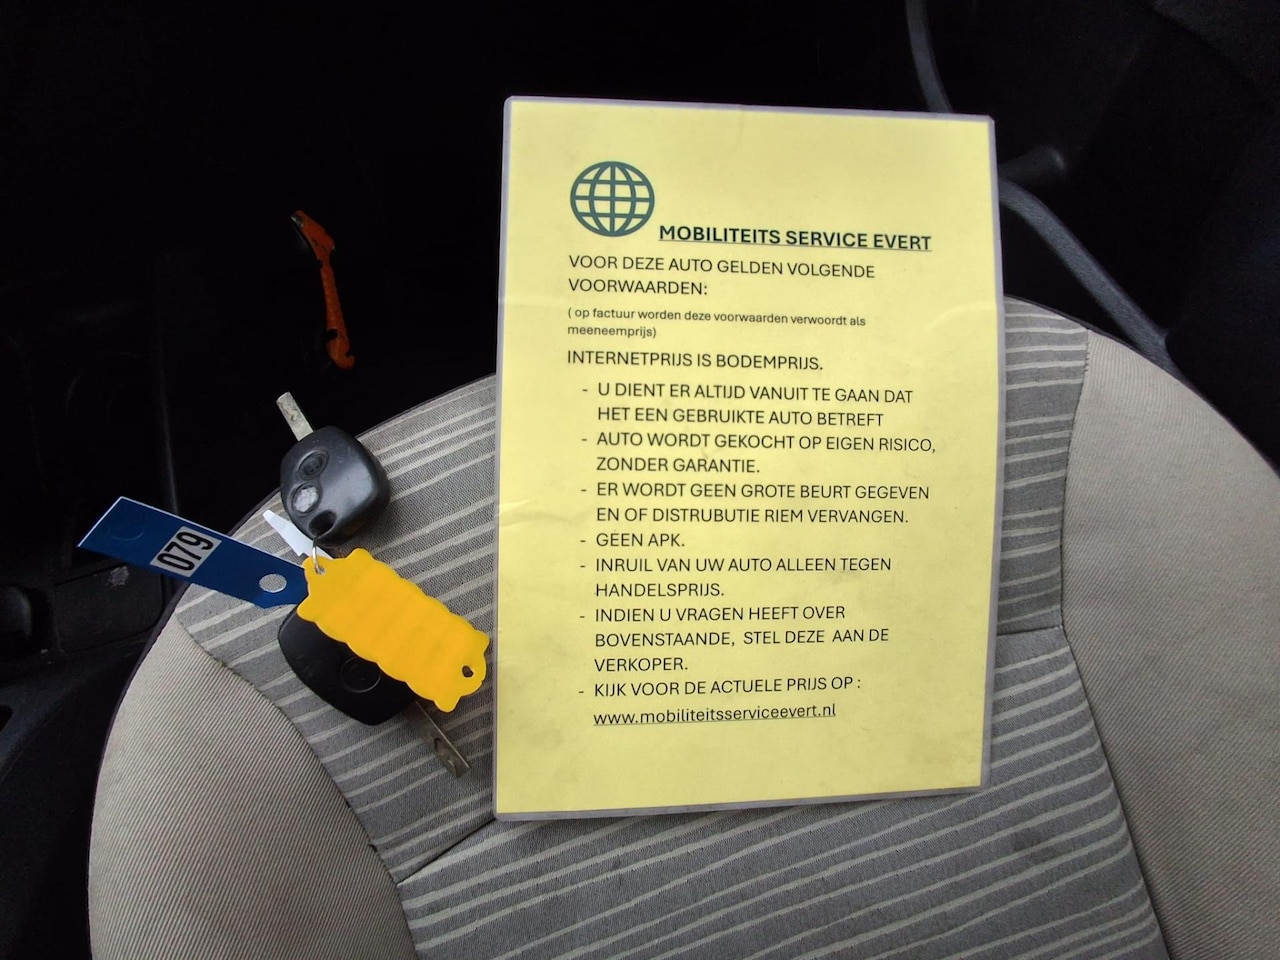 MOBILITEITS SERVICE EVERT
VOOR DEZE AUTO GELDEN VOLGENDE
VOORWAARDEN:
( op factuur worden deze voorwaarden verwoordt als
meeneemprijs)
INTERNETPRIJS IS BODEMPRIJS.
- U DIENT ER ALTIJD VANUIT TE GAAN DAT
HET EEN GEBRUIKTE AUTO BETREFT
- AUTO WORDT GEKOCHT OP EIGEN RISICO,
ZONDER GARANTIE.
- ER WORDT GEEN GROTE BEURT GEGEVEN
EN OF DISTRUBUTIE RIEM VERVANGEN.
- GEEN APK.
- INRUIL VAN UW AUTO ALLEEN TEGEN
HANDELSPRIJS.
- INDIEN U VRAGEN HEEFT OVER
BOVENSTAANDE, STEL DEZE AAN DE
VERKOPER.
- KIJK VOOR DE ACTUELE PRIJS OP :
www.mobiliteitsserviceevert.nl
079